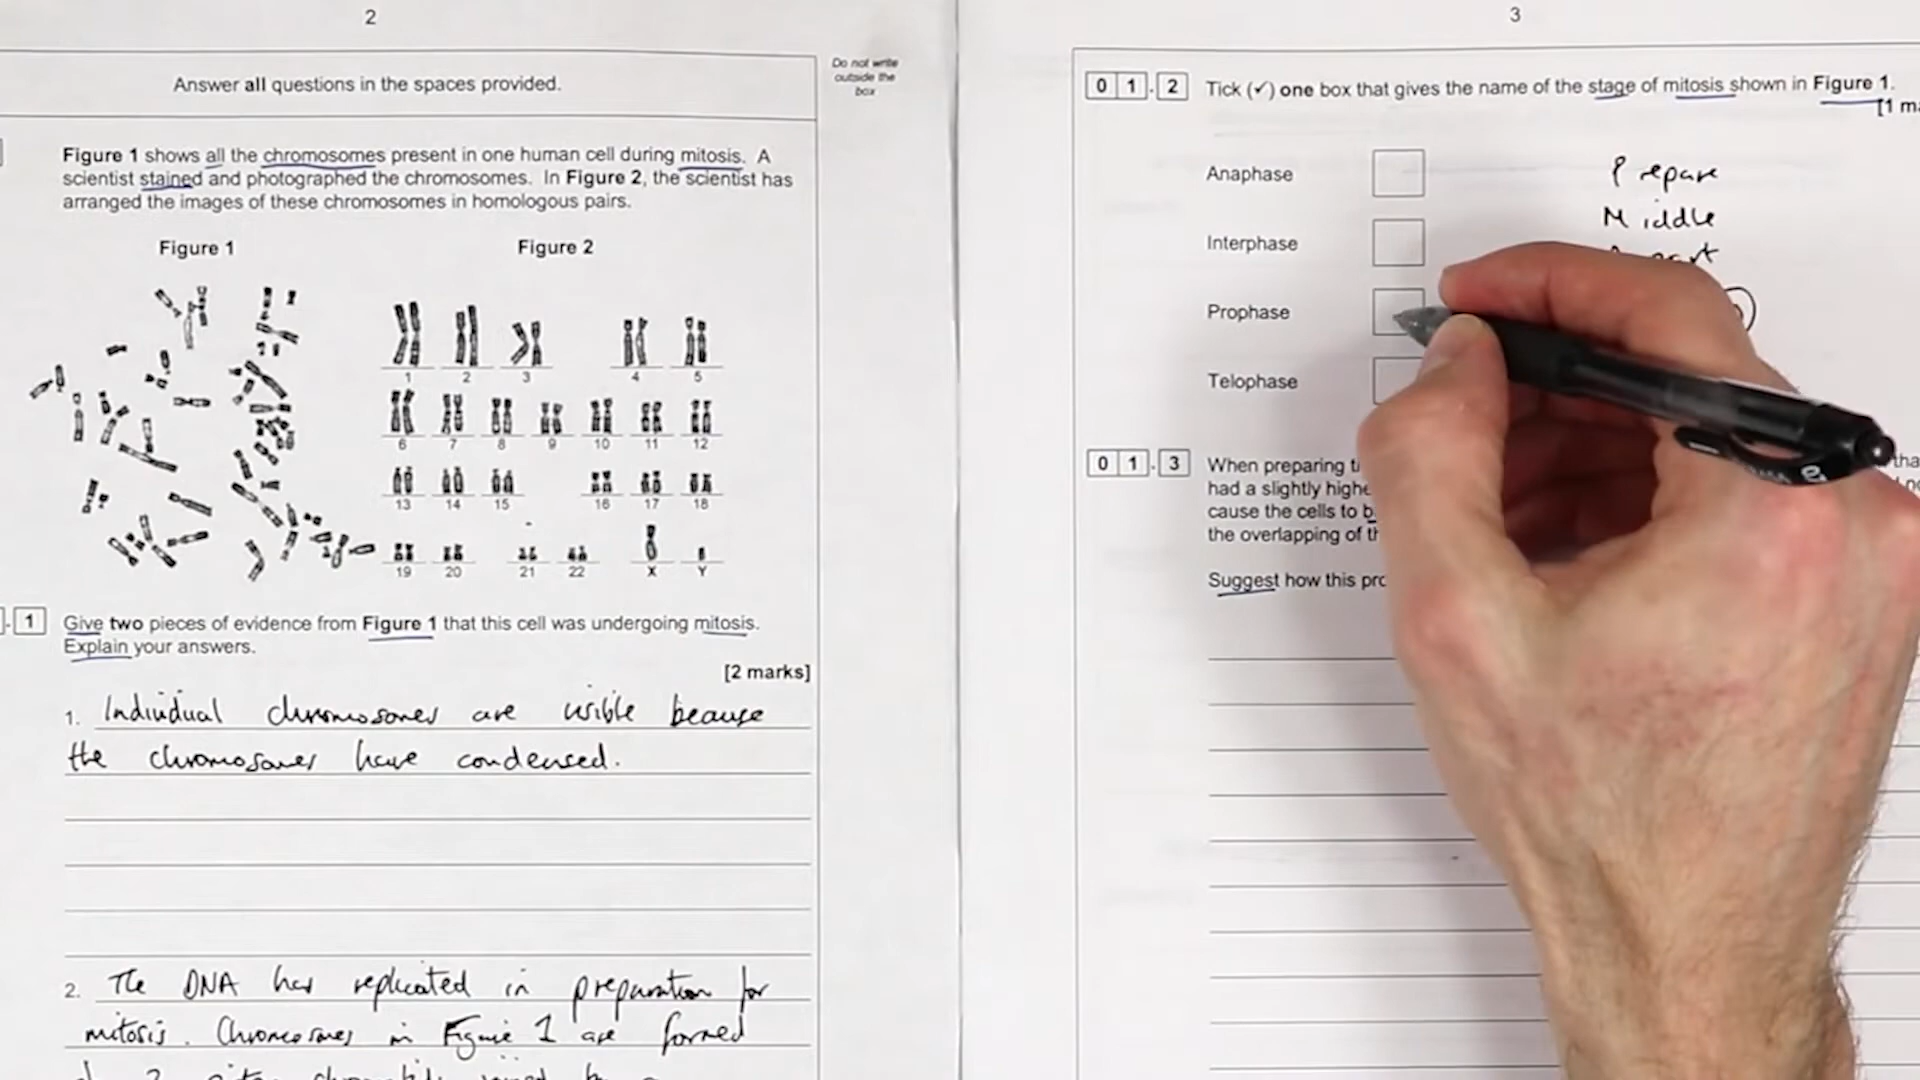 2
Answer all questions in the spaces provided.
Do not write
outside the
box
Figure 1 shows all the chromosomes present in one human cell during mitosis. A
scientist stained and photographed the chromosomes. In Figure 2, the scientist has
arranged the images of these chromosomes in homologous pairs.
Figure 1
Figure 2
1 2 3 4 5
6 7 8 9 10 11 12
13 14 15 16 17 18
19 20 21 22 X Y
.1 Give two pieces of evidence from Figure 1 that this cell was undergoing mitosis.
Explain your answers.
[2 marks]
1. Individual chromosomes are visible because
the chromosomes have condensed.
2. The DNA has replicated in preparation for
mitosis. Chromosomes in Figure 1 are formed
3
0 1.2 Tick (✓) one box that gives the name of the stage of mitosis shown in Figure 1.
[1 m
Anaphase
Interphase
Prophase
Telophase
Prepare
Middle
0 1.3 When preparing
had a slightly
cause the cells to
the overlapping of
Suggest how this